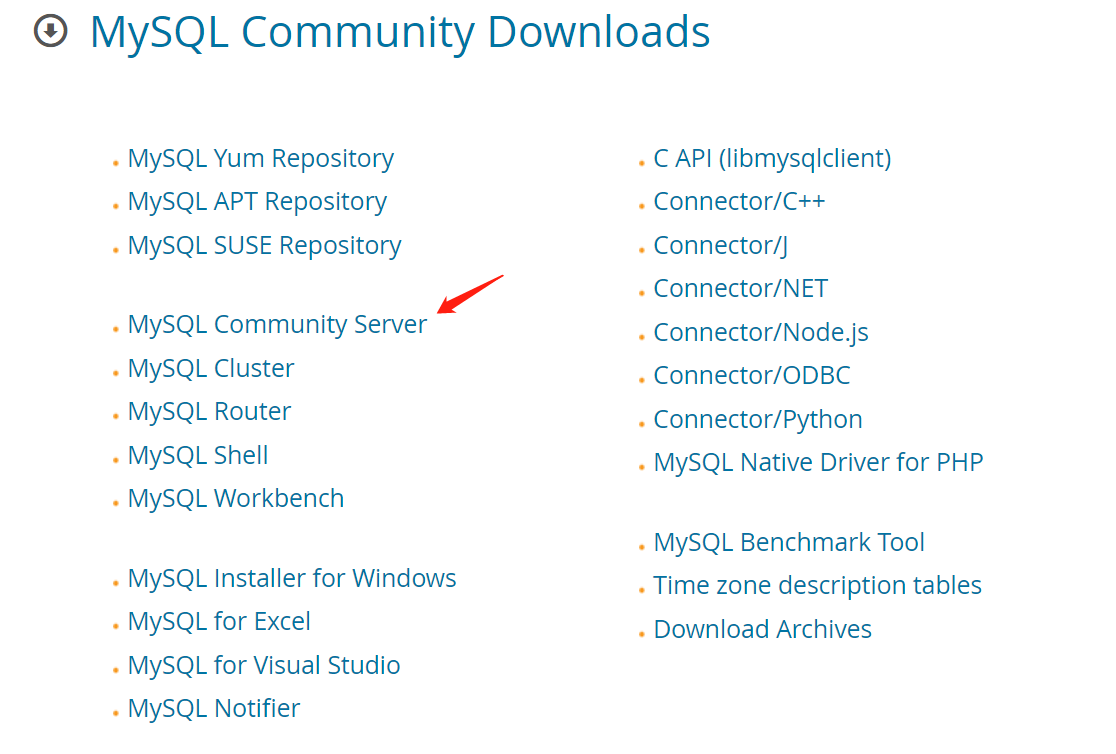 MySQL Community Downloads
MySQL Yum Repository
MySQL APT Repository
MySQL SUSE Repository
MySQL Community Server
MySQL Cluster
MySQL Router
MySQL Shell
MySQL Workbench
MySQL Installer for Windows
MySQL for Excel
MySQL for Visual Studio
MySQL Notifier
C API (libmysqlclient)
Connector/C++
Connector/J
Connector/NET
Connector/Node.js
Connector/ODBC
Connector/Python
MySQL Native Driver for PHP
MySQL Benchmark Tool
Time zone description tables
Download Archives